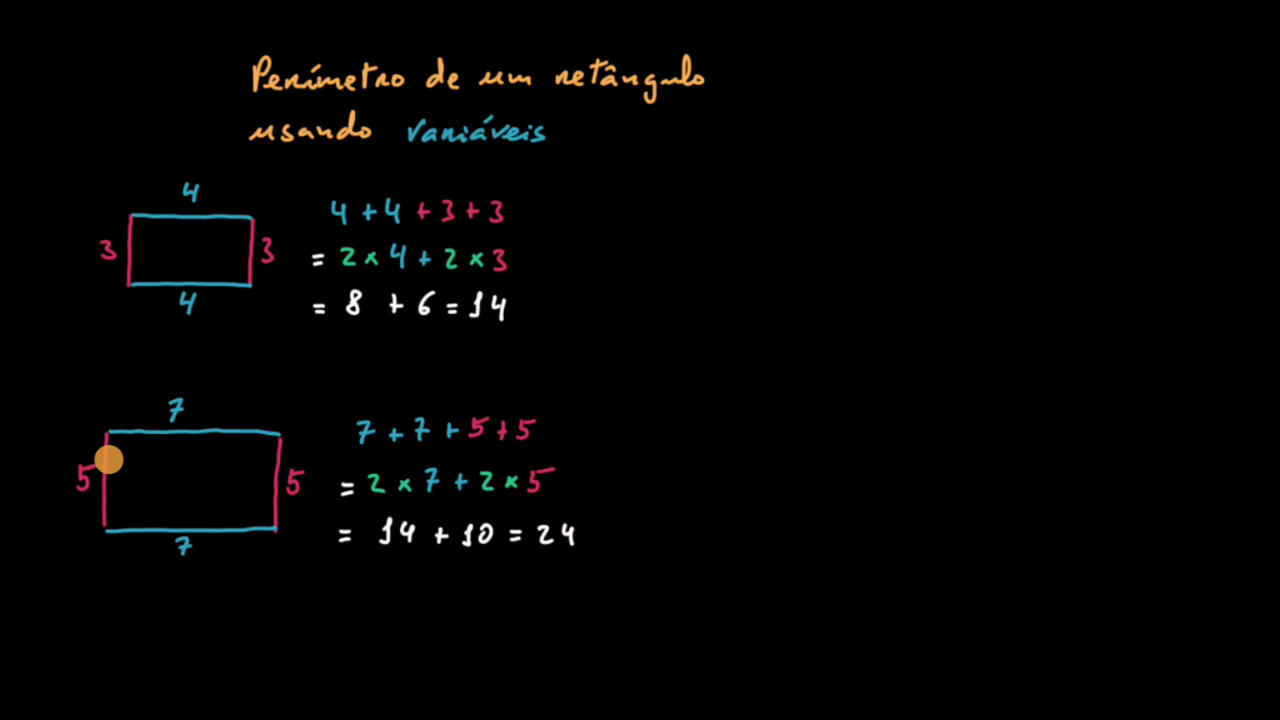 Perímetro de um retângulo
usando variáveis
4
3
3
4
4 + 4 + 3 + 3
= 2 × 4 + 2 × 3
= 8 + 6 = 14
7
5
5
7
7 + 7 + 5 + 5
= 2 × 7 + 2 × 5
= 14 + 10 = 24